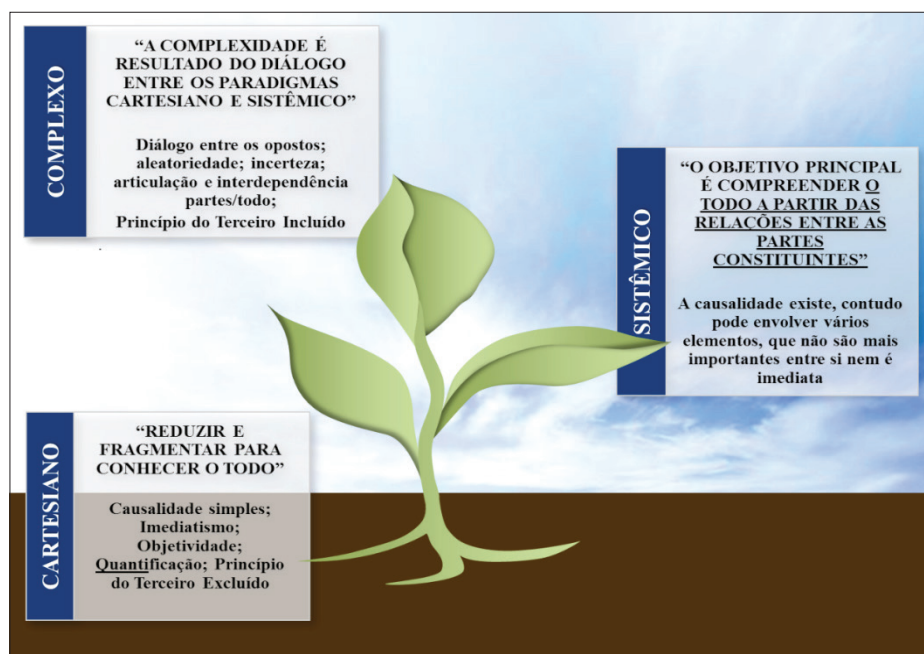 COMPLEXO
“A COMPLEXIDADE É
RESULTADO DO DIÁLOGO
ENTRE OS PARADIGMAS
CARTESIANO E SISTÊMICO”
Diálogo entre os opostos;
aleatoriedade; incerteza;
articulação e interdependência
partes/todo;
Princípio do Terceiro Incluído
SISTÊMICO
“O OBJETIVO PRINCIPAL
É COMPREENDER O
TODO A PARTIR DAS
RELAÇÕES ENTRE AS
PARTES
CONSTITUINTES”
A causalidade existe, contudo
pode envolver vários
elementos, que não são mais
importantes entre si nem é
imediata
CARTESIANO
“REDUZIR E
FRAGMENTAR PARA
CONHECER O TODO”
Causalidade simples;
Imediatismo;
Objetividade;
Quantificação; Princípio
do Terceiro Excluído